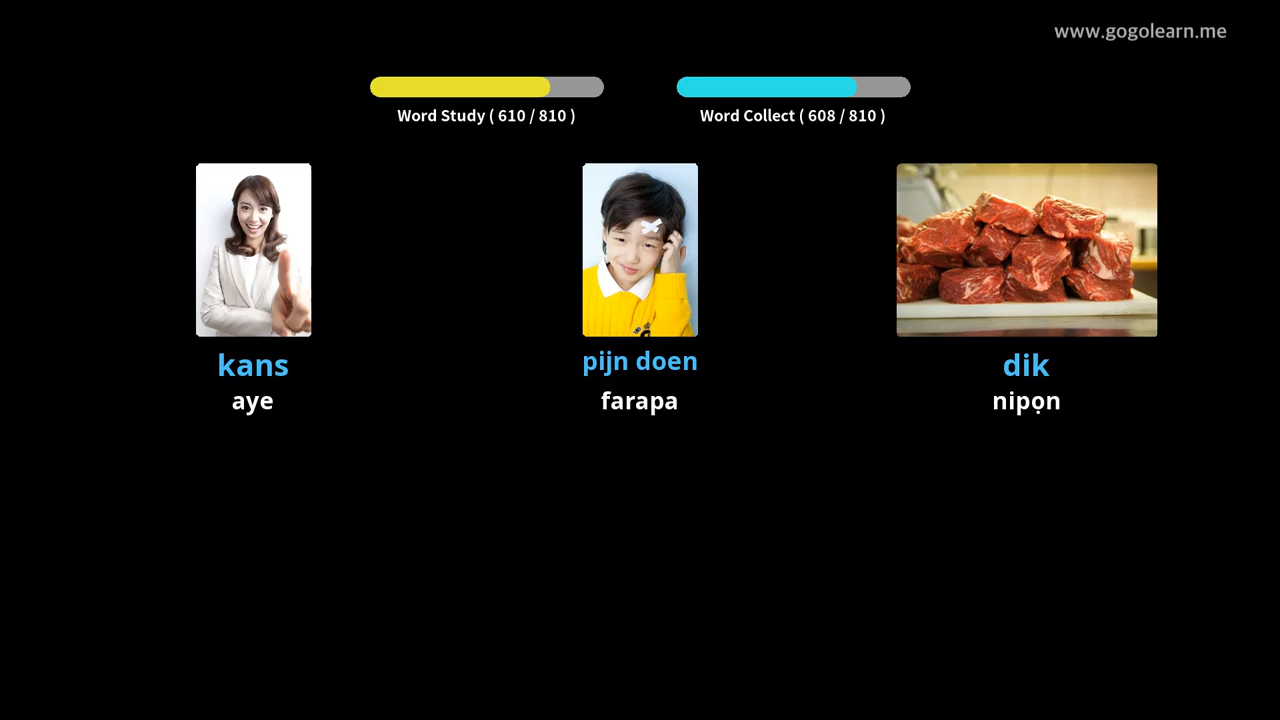 www.gogolearn.me
Word Study ( 610 / 810 )
Word Collect ( 608 / 810 )
kans
aye
pijn doen
farapa
dik
nipọn